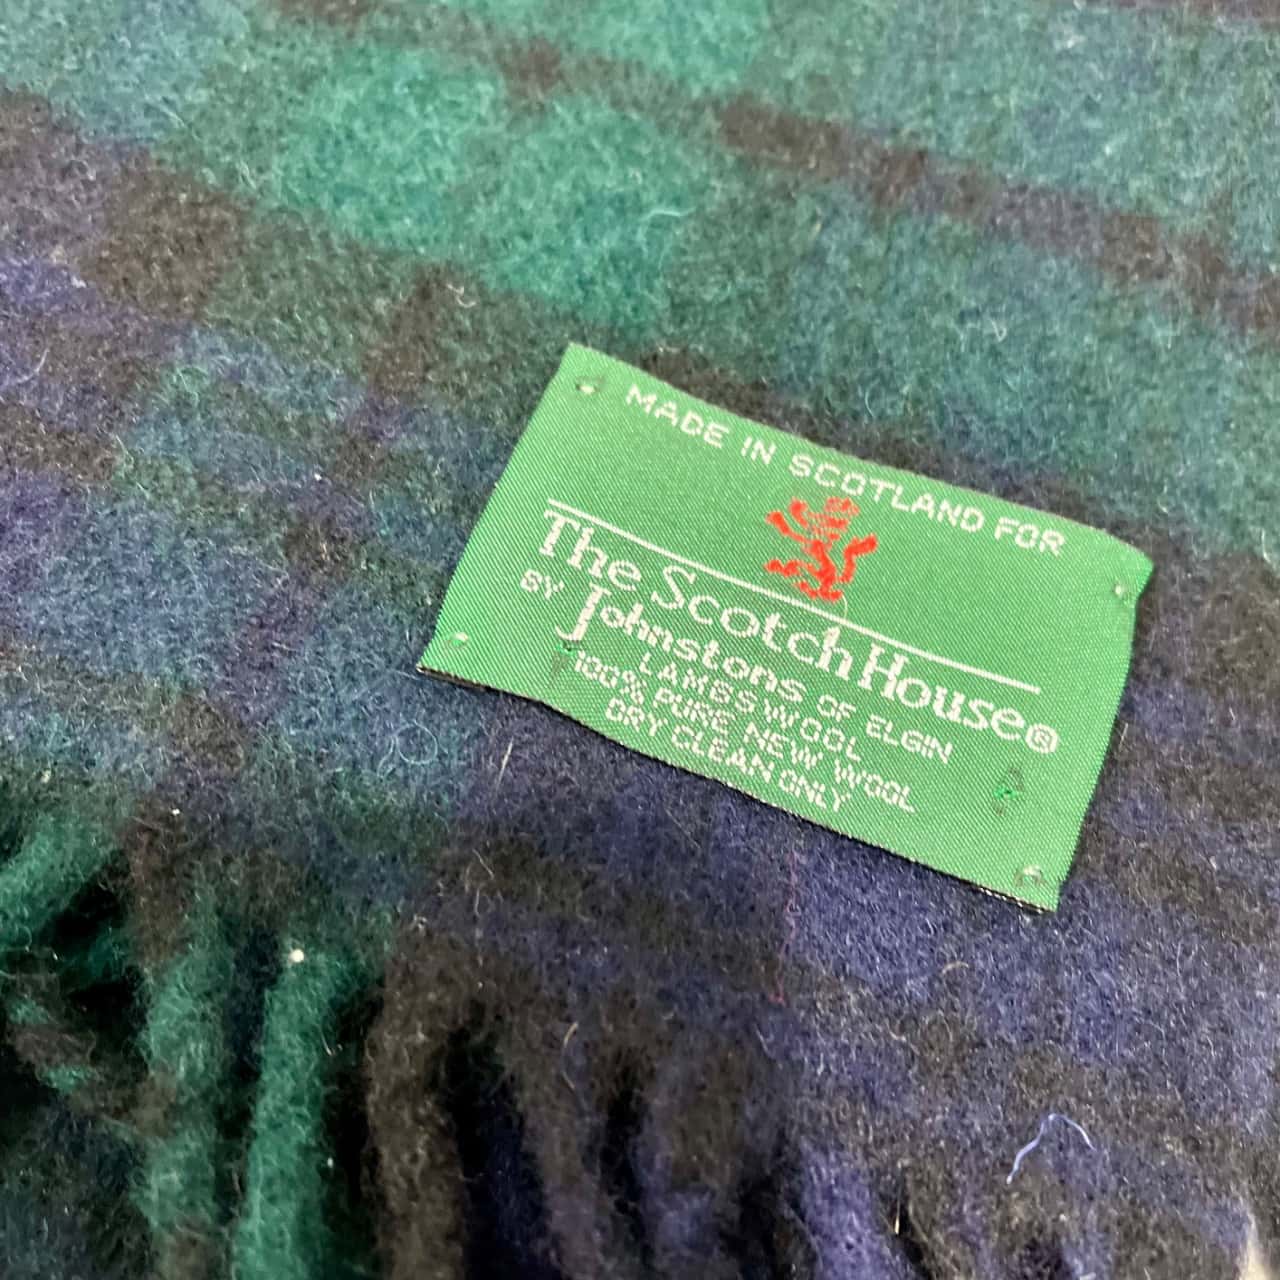 MADE IN SCOTLAND FOR
The Scotch House®
BY Johnstons OF ELGIN
LAMBSWOOL
100% PURE NEW WOOL
DRY CLEAN ONLY